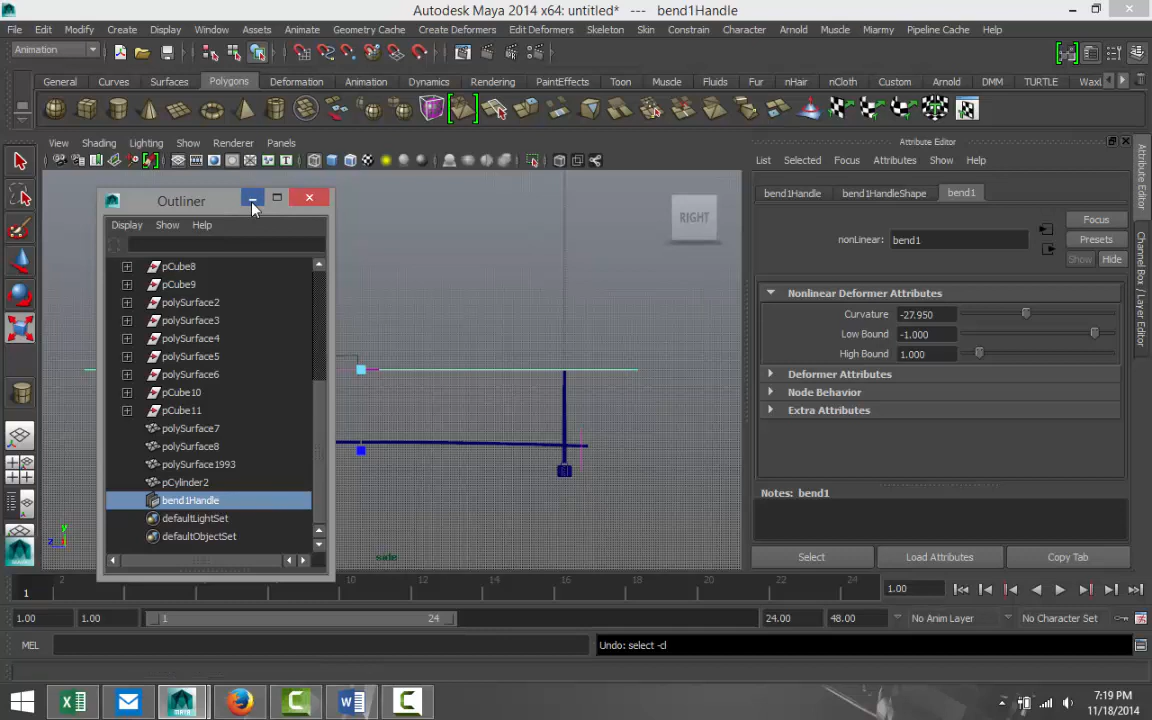 Autodesk Maya 2014 x64: untitled* --- bend1Handle
File Edit Modify Create Display Window Assets Animate Geometry Cache Create Deformers Edit Deformers Skeleton Skin Constrain Character Arnold Muscle Miarmy Pipeline Cache Help
Animation
General Curves Surfaces Polygons Deformation Animation Dynamics Rendering PaintEffects Toon Muscle Fluids Fur nHair nCloth Custom Arnold DMM TURTLE
View Shading Lighting Show Renderer Panels
RIGHT
side
y
z
Outliner
Display Show Help
pCube8
pCube9
polySurface2
polySurface3
polySurface4
polySurface5
polySurface6
pCube10
pCube11
polySurface7
polySurface8
polySurface1993
pCylinder2
bend1Handle
defaultLightSet
defaultObjectSet
Attribute Editor
List Selected Focus Attributes Show Help
bend1Handle bend1HandleShape bend1
nonLinear: bend1
Focus
Presets
Show Hide
Nonlinear Deformer Attributes
Curvature -27.950
Low Bound -1.000
High Bound 1.000
Deformer Attributes
Node Behavior
Extra Attributes
Notes: bend1
Select Load Attributes Copy Tab
Attribute Editor
Channel Box / Layer Editor
1 2 10 12 14 16 18 20 22 24 1.00
1.00 1.00 1 24 24.00 48.00 No Anim Layer No Character Set
MEL Undo: select -cl
7:19 PM
11/18/2014